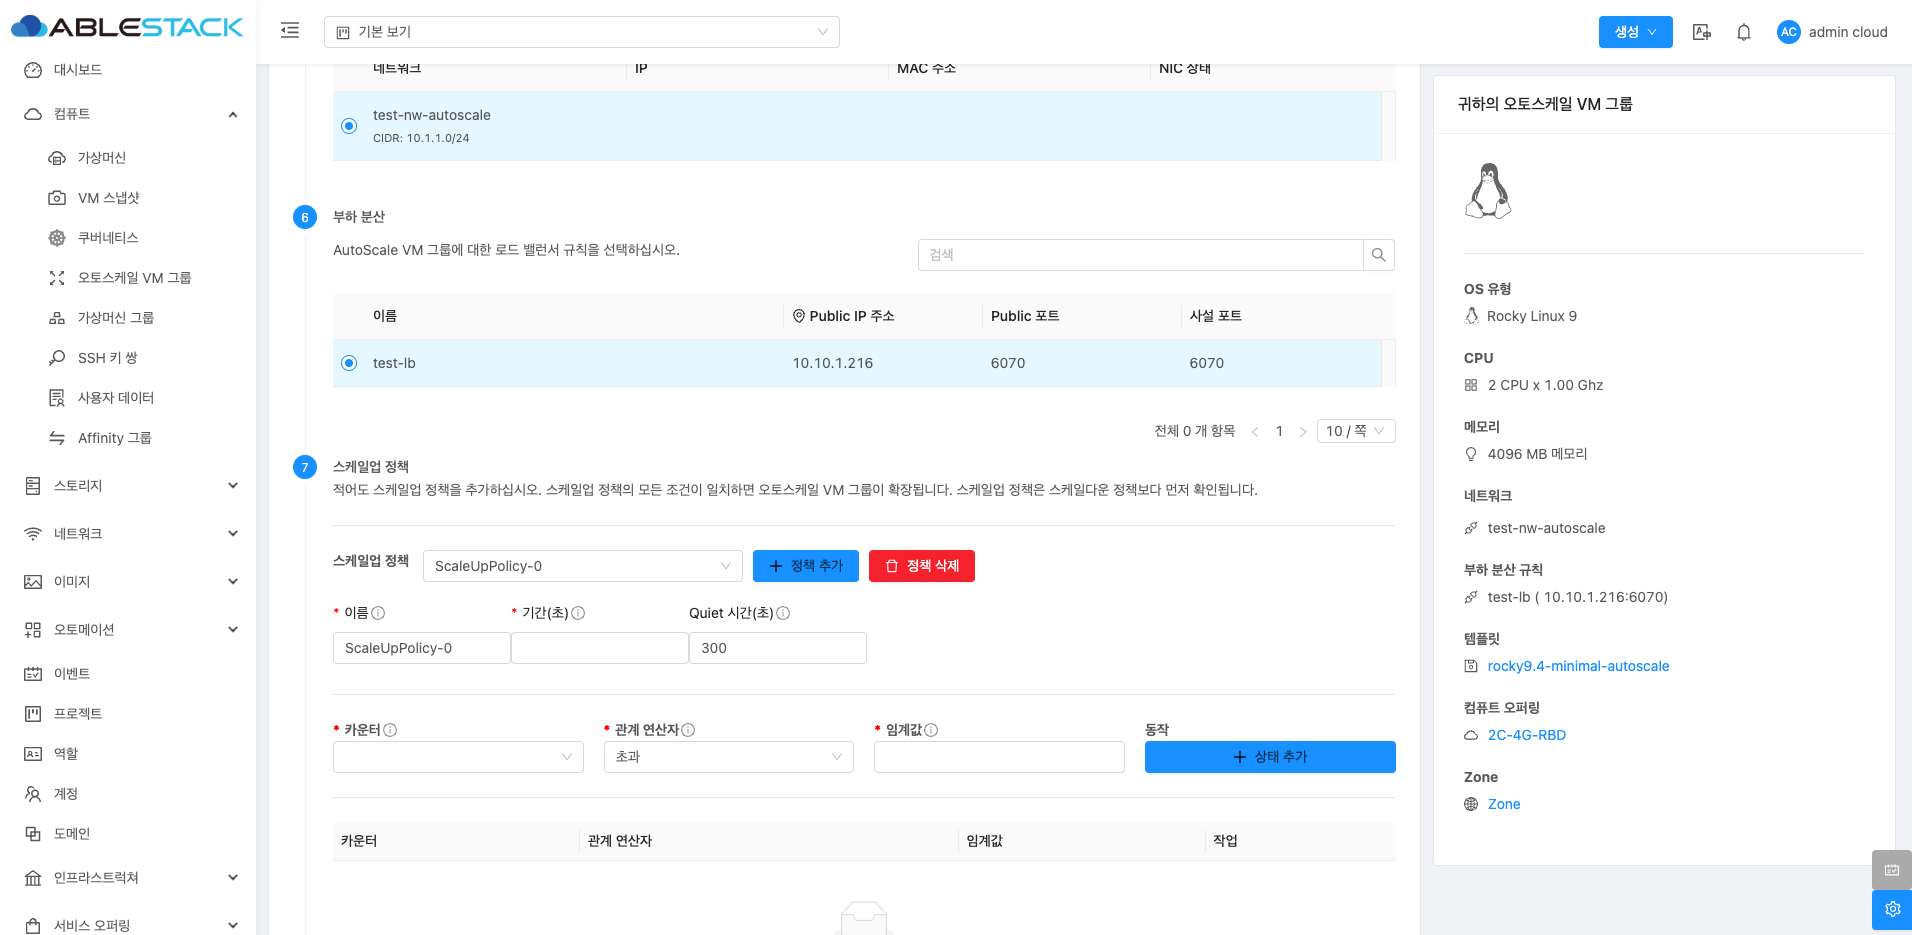 ABLESTACK
기본 보기
생성
AC
admin cloud
대시보드
컴퓨트
가상머신
VM 스냅샷
쿠버네티스
오토스케일 VM 그룹
가상머신 그룹
SSH 키 쌍
사용자 데이터
Affinity 그룹
스토리지
네트워크
이미지
오토메이션
이벤트
프로젝트
역할
계정
도메인
인프라스트럭쳐
서비스 오퍼링
네트워크 IP MAC 주소 NIC 상태
test-nw-autoscale
CIDR: 10.1.1.0/24
6 부하 분산
AutoScale VM 그룹에 대한 로드 밸런서 규칙을 선택하십시오.
검색
이름 Public IP 주소 Public 포트 사설 포트
test-lb 10.10.1.216 6070 6070
전체 0 개 항목 1 10 / 쪽
7 스케일업 정책
적어도 스케일업 정책을 추가하십시오. 스케일업 정책의 모든 조건이 일치하면 오토스케일 VM 그룹이 확장됩니다. 스케일업 정책은 스케일다운 정책보다 먼저 확인됩니다.
스케일업 정책 ScaleUpPolicy-0 정책 추가 정책 삭제
* 이름 * 기간(초) Quiet 시간(초)
ScaleUpPolicy-0 300
* 카운터 * 관계 연산자 * 임계값 동작
초과 상태 추가
카운터 관계 연산자 임계값 작업
귀하의 오토스케일 VM 그룹
OS 유형
Rocky Linux 9
CPU
2 CPU x 1.00 Ghz
메모리
4096 MB 메모리
네트워크
test-nw-autoscale
부하 분산 규칙
test-lb ( 10.10.1.216:6070)
템플릿
rocky9.4-minimal-autoscale
컴퓨트 오퍼링
2C-4G-RBD
Zone
Zone